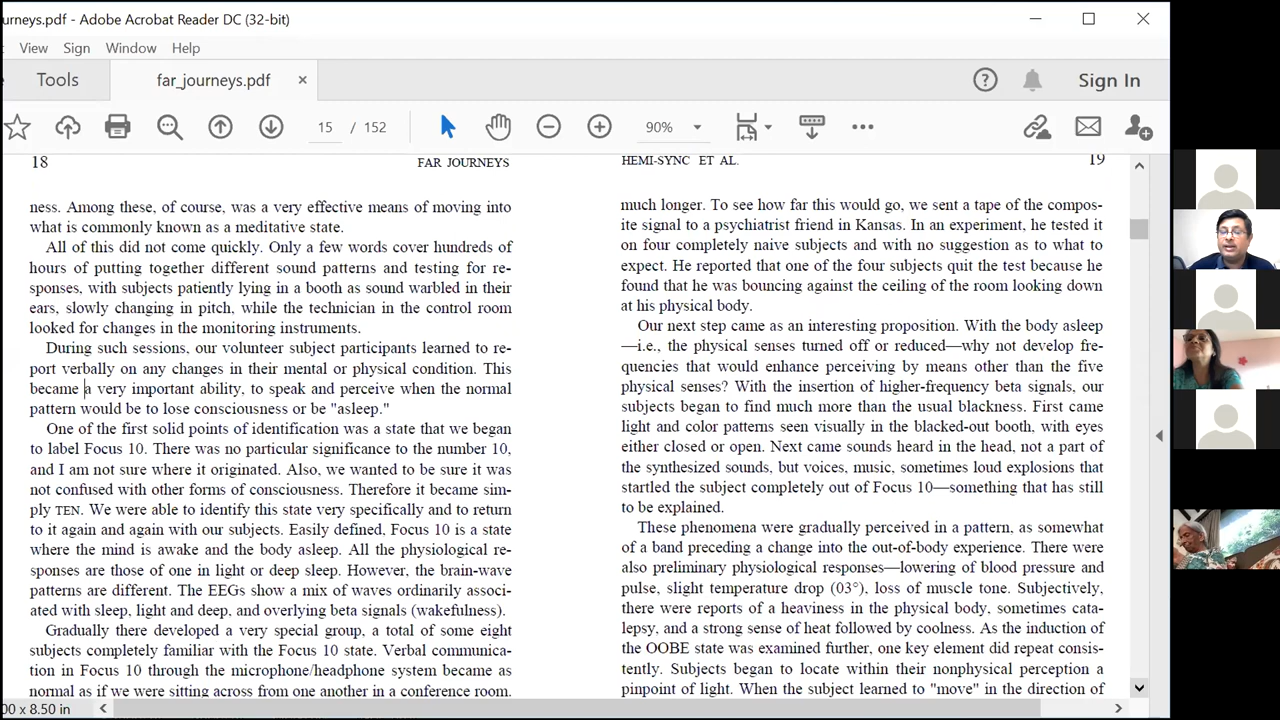 urneys.pdf - Adobe Acrobat Reader DC (32-bit)
View Sign Window Help
Tools far_journeys.pdf Sign In
15 / 152 90%
18 FAR JOURNEYS
ness. Among these, of course, was a very effective means of moving into
what is commonly known as a meditative state.
All of this did not come quickly. Only a few words cover hundreds of
hours of putting together different sound patterns and testing for re-
sponses, with subjects patiently lying in a booth as sound warbled in their
ears, slowly changing in pitch, while the technician in the control room
looked for changes in the monitoring instruments.
During such sessions, our volunteer subject participants learned to re-
port verbally on any changes in their mental or physical condition. This
became a very important ability, to speak and perceive when the normal
pattern would be to lose consciousness or be "asleep."
One of the first solid points of identification was a state that we began
to label Focus 10. There was no particular significance to the number 10,
and I am not sure where it originated. Also, we wanted to be sure it was
not confused with other forms of consciousness. Therefore it became sim-
ply TEN. We were able to identify this state very specifically and to return
to it again and again with our subjects. Easily defined, Focus 10 is a state
where the mind is awake and the body asleep. All the physiological re-
sponses are those of one in light or deep sleep. However, the brain-wave
patterns are different. The EEGs show a mix of waves ordinarily associ-
ated with sleep, light and deep, and overlying beta signals (wakefulness).
Gradually there developed a very special group, a total of some eight
subjects completely familiar with the Focus 10 state. Verbal communica-
tion in Focus 10 through the microphone/headphone system became as
normal as if we were sitting across from one another in a conference room.
HEMI-SYNC ET AL. 19
much longer. To see how far this would go, we sent a tape of the compos-
ite signal to a psychiatrist friend in Kansas. In an experiment, he tested it
on four completely naive subjects and with no suggestion as to what to
expect. He reported that one of the four subjects quit the test because he
found that he was bouncing against the ceiling of the room looking down
at his physical body.
Our next step came as an interesting proposition. With the body asleep
—i.e., the physical senses turned off or reduced—why not develop fre-
quencies that would enhance perceiving by means other than the five
physical senses? With the insertion of higher-frequency beta signals, our
subjects began to find much more than the usual blackness. First came
light and color patterns seen visually in the blacked-out booth, with eyes
either closed or open. Next came sounds heard in the head, not a part of
the synthesized sounds, but voices, music, sometimes loud explosions that
startled the subject completely out of Focus 10—something that has still
to be explained.
These phenomena were gradually perceived in a pattern, as somewhat
of a band preceding a change into the out-of-body experience. There were
also preliminary physiological responses—lowering of blood pressure and
pulse, slight temperature drop (03°), loss of muscle tone. Subjectively,
there were reports of a heaviness in the physical body, sometimes cata-
lepsy, and a strong sense of heat followed by coolness. As the induction of
the OOBE state was examined further, one key element did repeat consis-
tently. Subjects began to locate within their nonphysical perception a
pinpoint of light. When the subject learned to "move" in the direction of
00 x 8.50 in